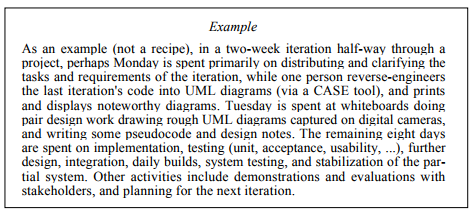 Example
As an example (not a recipe), in a two-week iteration half-way through a
project, perhaps Monday is spent primarily on distributing and clarifying the
tasks and requirements of the iteration, while one person reverse-engineers
the last iteration's code into UML diagrams (via a CASE tool), and prints
and displays noteworthy diagrams. Tuesday is spent at whiteboards doing
pair design work drawing rough UML diagrams captured on digital cameras,
and writing some pseudocode and design notes. The remaining eight days
are spent on implementation, testing (unit, acceptance, usability, ...), further
design, integration, daily builds, system testing, and stabilization of the par-
tial system. Other activities include demonstrations and evaluations with
stakeholders, and planning for the next iteration.